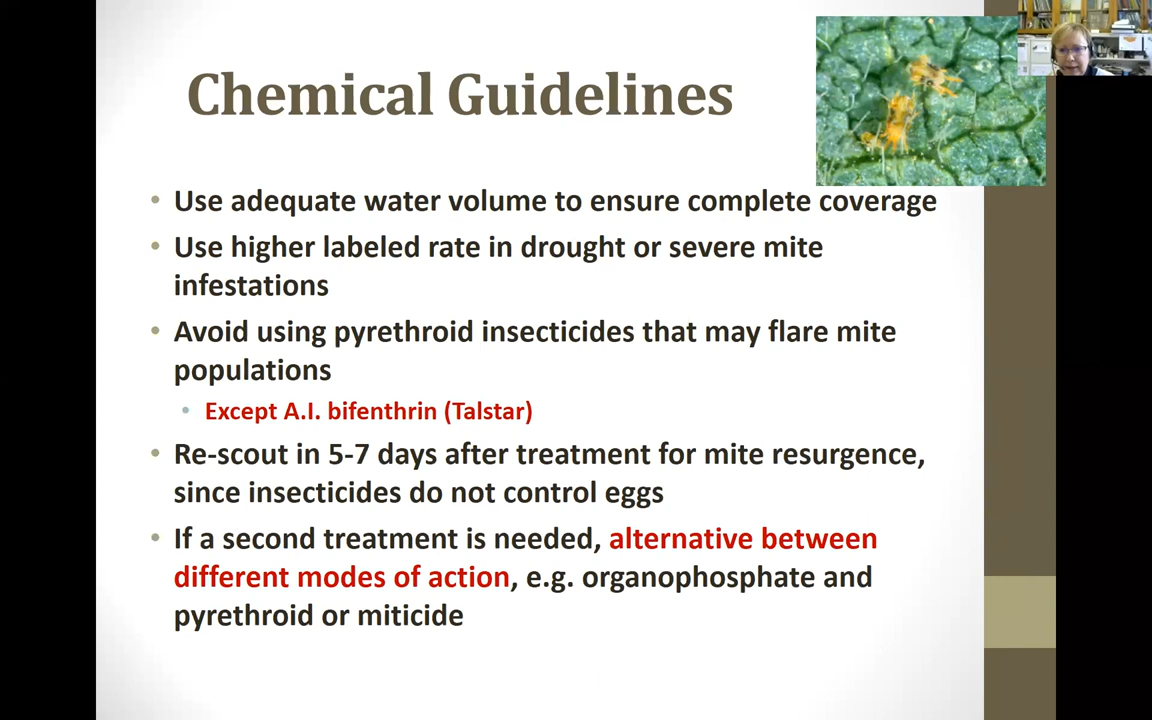 Chemical Guidelines
• Use adequate water volume to ensure complete coverage
• Use higher labeled rate in drought or severe mite
infestations
• Avoid using pyrethroid insecticides that may flare mite
populations
• Except A.I. bifenthrin (Talstar)
• Re-scout in 5-7 days after treatment for mite resurgence,
since insecticides do not control eggs
• If a second treatment is needed, alternative between
different modes of action, e.g. organophosphate and
pyrethroid or miticide